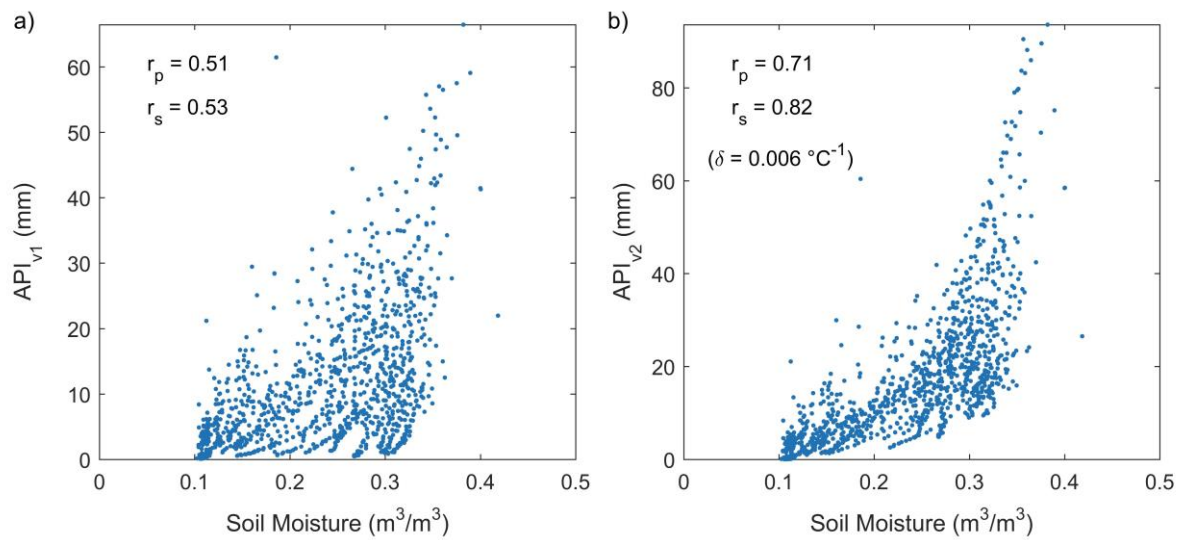 a)
r_p = 0.51
r_s = 0.53
API_v1 (mm)
60
50
40
30
20
10
0
0 0.1 0.2 0.3 0.4 0.5
Soil Moisture (m^3/m^3)
b)
r_p = 0.71
r_s = 0.82
(δ = 0.006 °C^-1)
API_v2 (mm)
80
60
40
20
0
0 0.1 0.2 0.3 0.4 0.5
Soil Moisture (m^3/m^3)